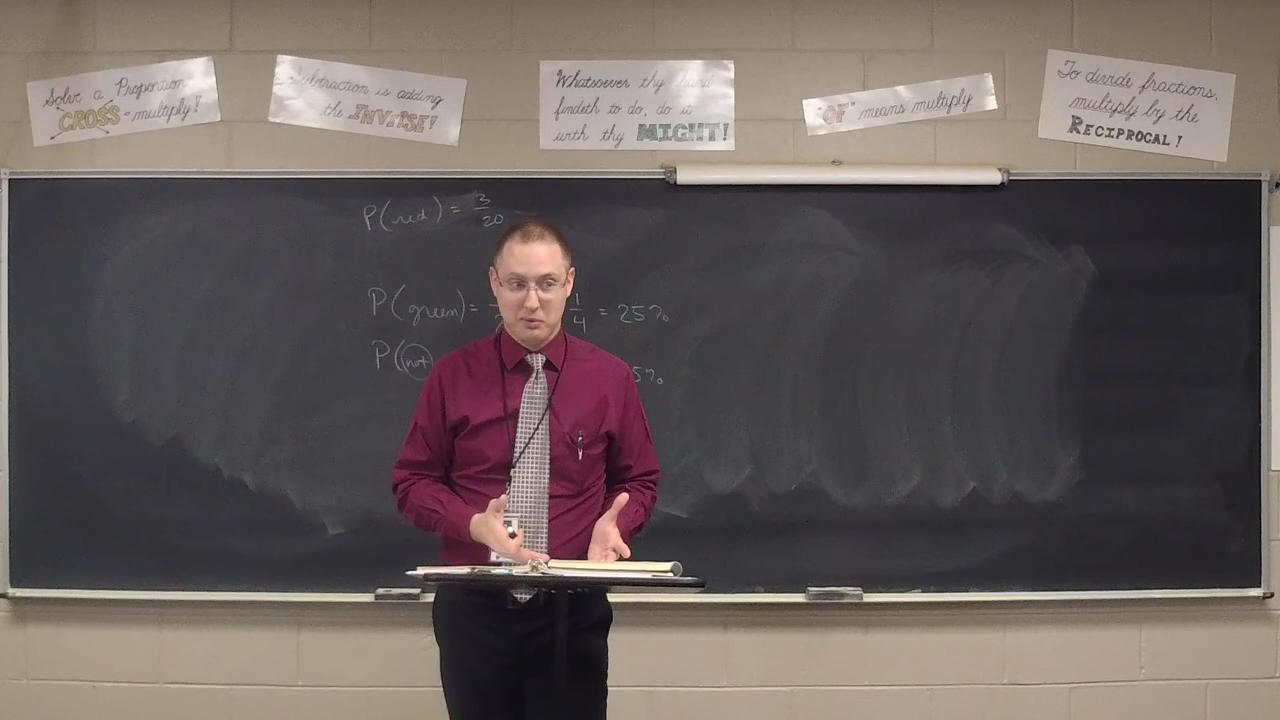 Solve a Proportion
CROSS-multiply!
Subtraction is adding
the INVERSE!
Whatsoever thy hand
findeth to do, do it
with thy MIGHT!
"OF" means multiply
To divide fractions,
multiply by the
RECIPROCAL!
P(red) = 3/20
P(green) = 1/4 = 25%
P(not 5%